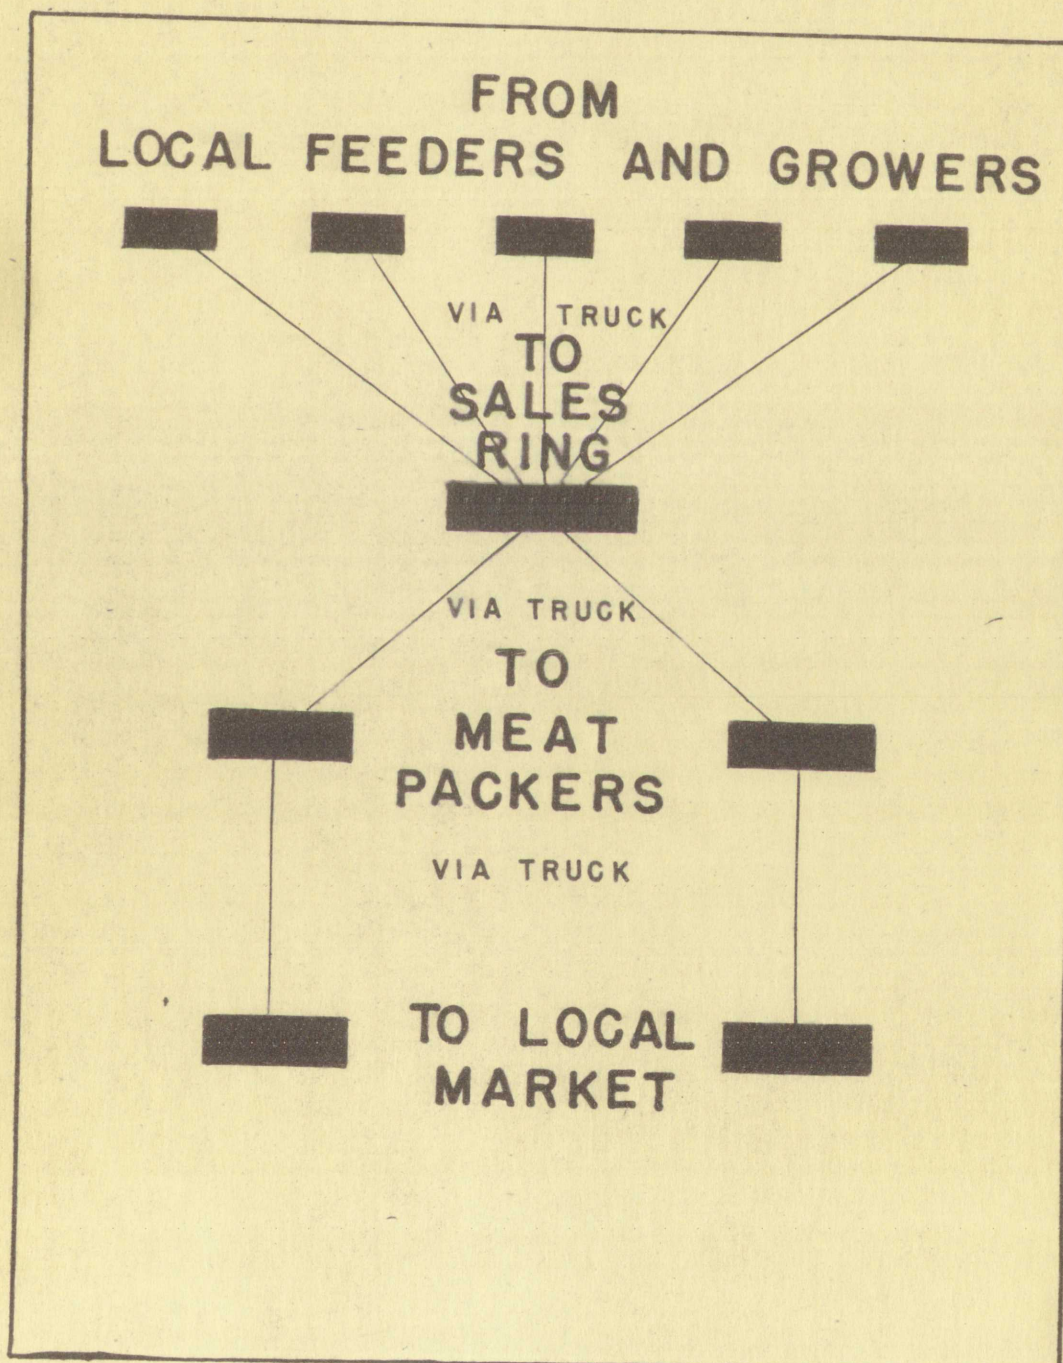 FROM
LOCAL FEEDERS AND GROWERS
VIA TRUCK
TO
SALES
RING
VIA TRUCK
TO
MEAT
PACKERS
VIA TRUCK
TO LOCAL
MARKET